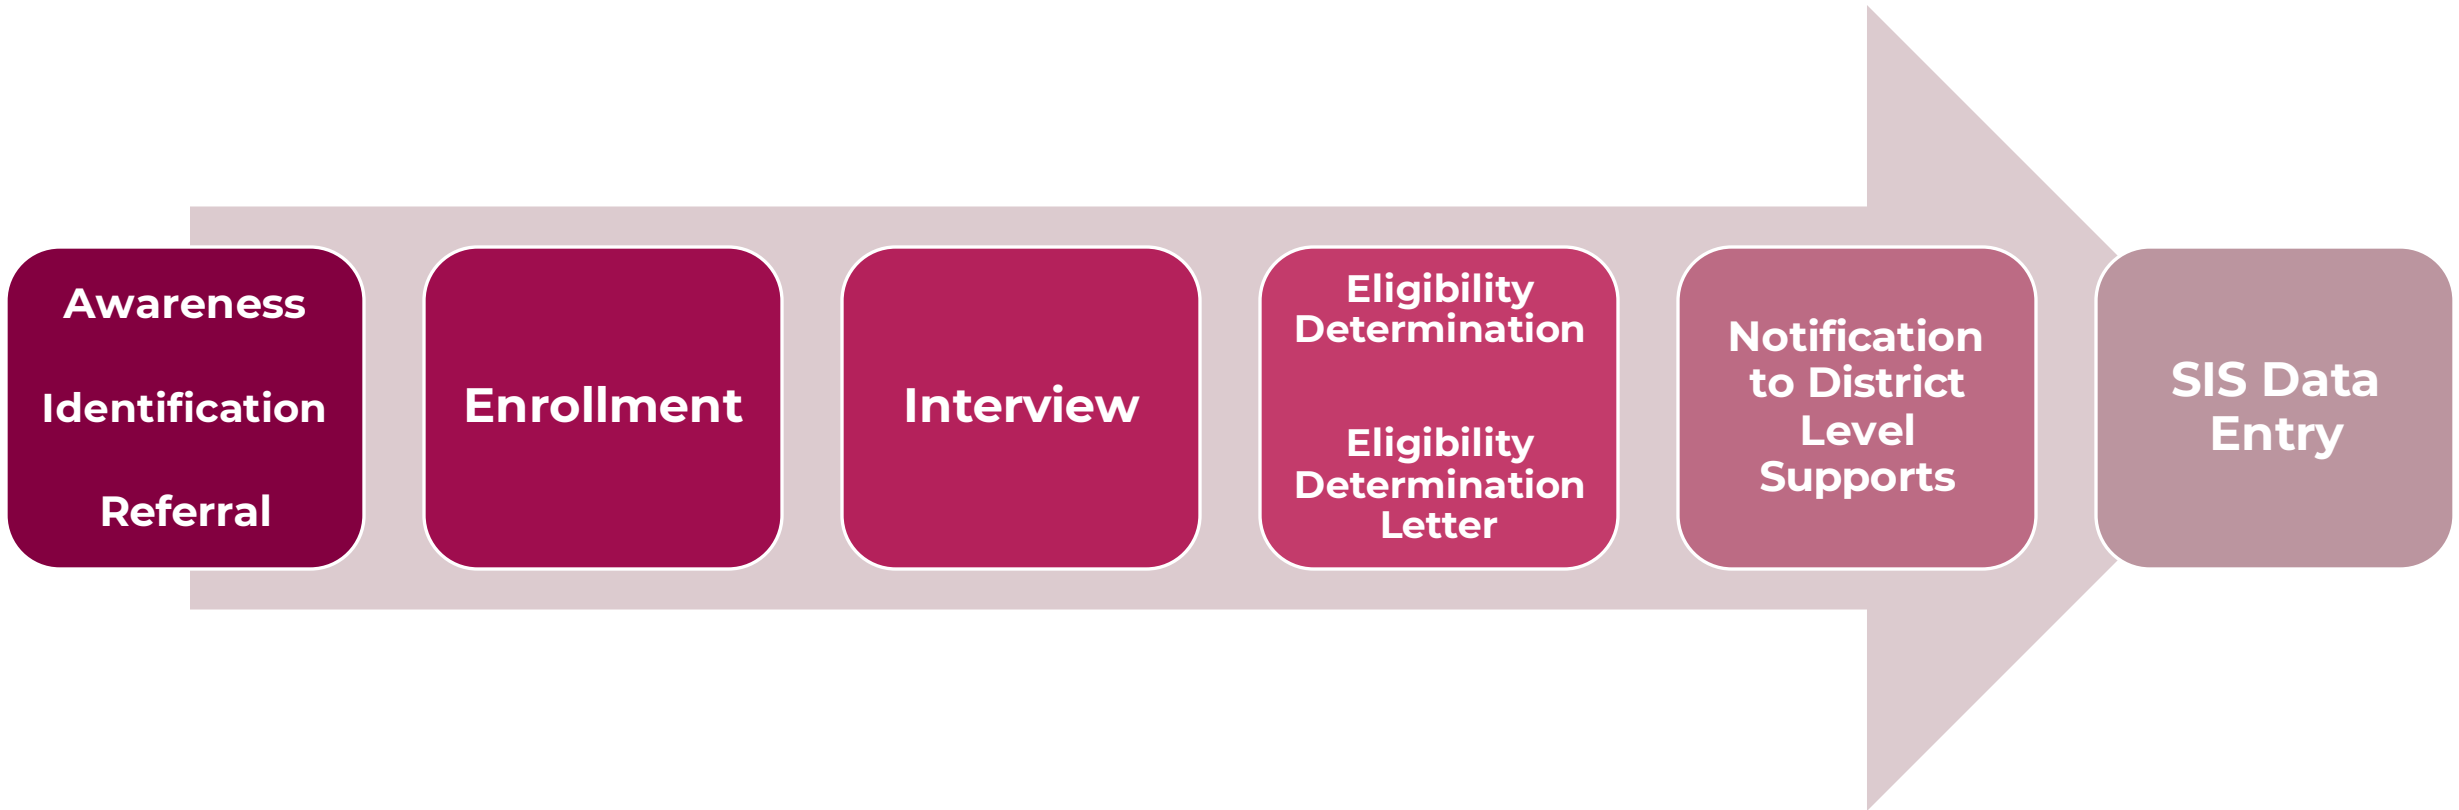 Awareness
Identification
Referral
Enrollment
Interview
Eligibility
Determination
Eligibility
Determination
Letter
Notification
to District
Level
Supports
SIS Data
Entry